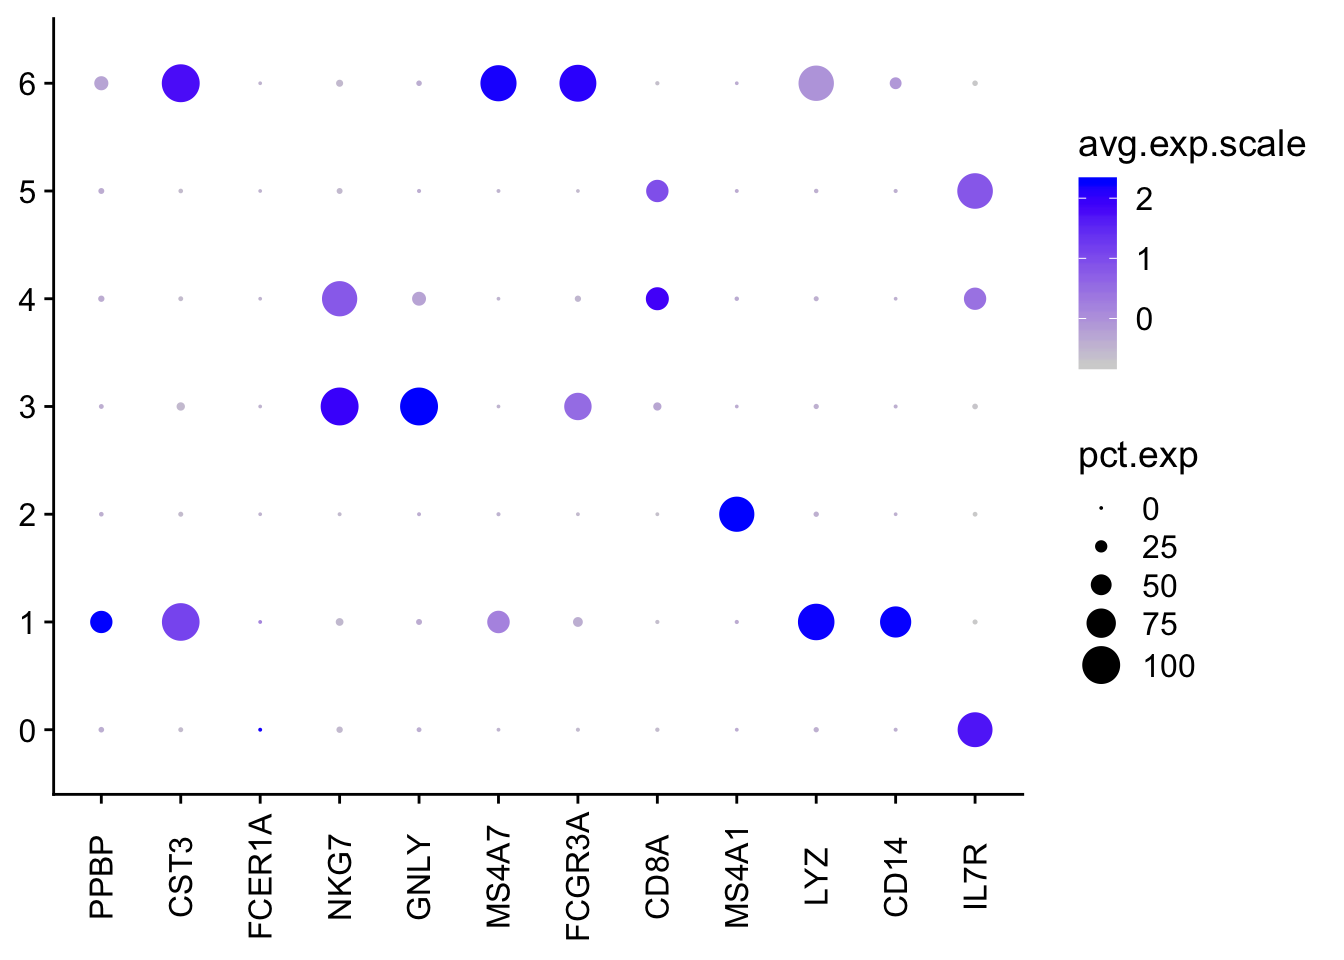 6
5
4
3
2
1
0
PPBP
CST3
FCER1A
NKG7
GNLY
MS4A7
FCGR3A
CD8A
MS4A1
LYZ
CD14
IL7R
avg.exp.scale
2
1
0
pct.exp
0
25
50
75
100